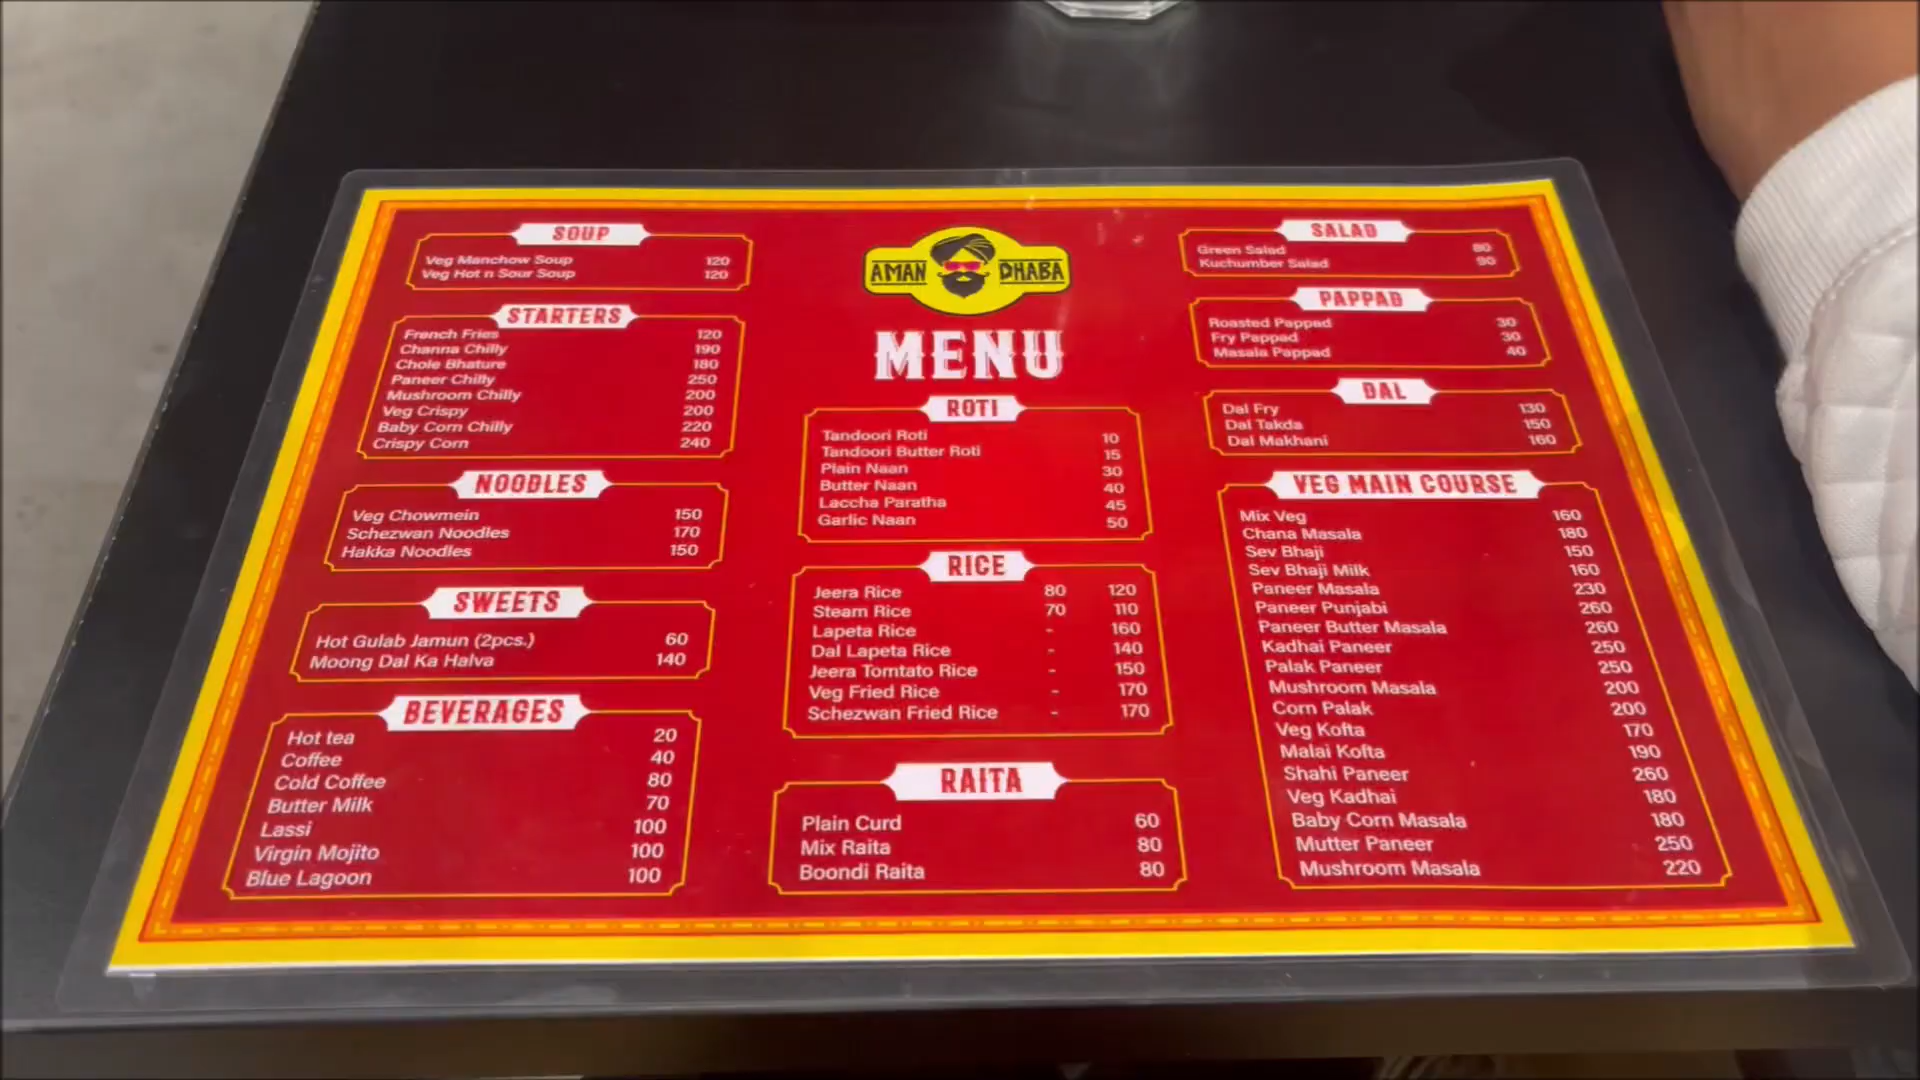 SOUP
Veg Manchow Soup 120
Veg Hot n Sour Soup 120
STARTERS
French Fries 120
Channa Chilly 190
Chole Bhature 180
Paneer Chilly 250
Mushroom Chilly 200
Veg Crispy 200
Baby Corn Chilly 220
Crispy Corn 240
NOODLES
Veg Chowmein 150
Schezwan Noodles 170
Hakka Noodles 150
SWEETS
Hot Gulab Jamun (2pcs.) 60
Moong Dal Ka Halva 140
BEVERAGES
Hot tea 20
Coffee 40
Cold Coffee 80
Butter Milk 70
Lassi 100
Virgin Mojito 100
Blue Lagoon 100
AMAN DHABA
MENU
ROTI
Tandoori Roti 10
Tandoori Butter Roti 15
Plain Naan 30
Butter Naan 40
Laccha Paratha 45
Garlic Naan 50
RICE
Jeera Rice 80 120
Steam Rice 70 110
Lapeta Rice - 160
Dal Lapeta Rice - 140
Jeera Tomtato Rice - 150
Veg Fried Rice - 170
Schezwan Fried Rice - 170
RAITA
Plain Curd 60
Mix Raita 80
Boondi Raita 80
SALAD
Green Salad 80
Kuchumber Salad 90
PAPPAD
Roasted Pappad 30
Fry Pappad 30
Masala Pappad 40
DAL
Dal Fry 130
Dal Takda 150
Dal Makhani 160
VEG MAIN COURSE
Mix Veg 160
Chana Masala 180
Sev Bhaji 150
Sev Bhaji Milk 160
Paneer Masala 230
Paneer Punjabi 260
Paneer Butter Masala 260
Kadhai Paneer 250
Palak Paneer 250
Mushroom Masala 200
Corn Palak 200
Veg Kofta 170
Malai Kofta 190
Shahi Paneer 260
Veg Kadhai 180
Baby Corn Masala 180
Mutter Paneer 250
Mushroom Masala 220